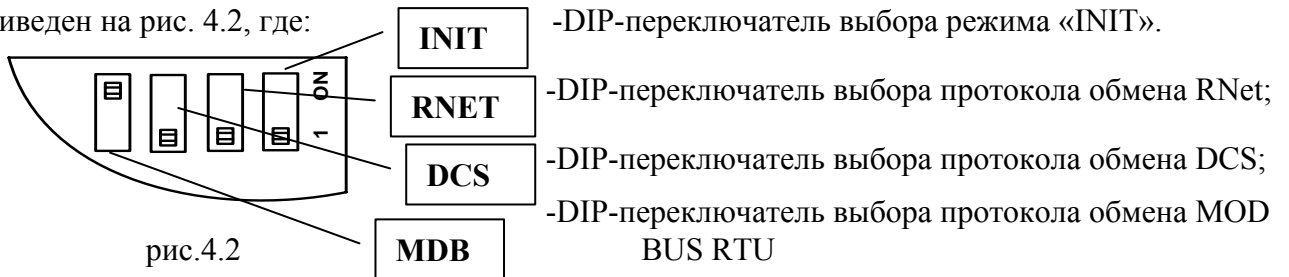 иведен на рис. 4.2, где:
INIT
-DIP-переключатель выбора режима «INIT».
ON
1
RNET
-DIP-переключатель выбора протокола обмена RNet;
DCS
-DIP-переключатель выбора протокола обмена DCS;
рис.4.2
MDB
-DIP-переключатель выбора протокола обмена MOD
BUS RTU